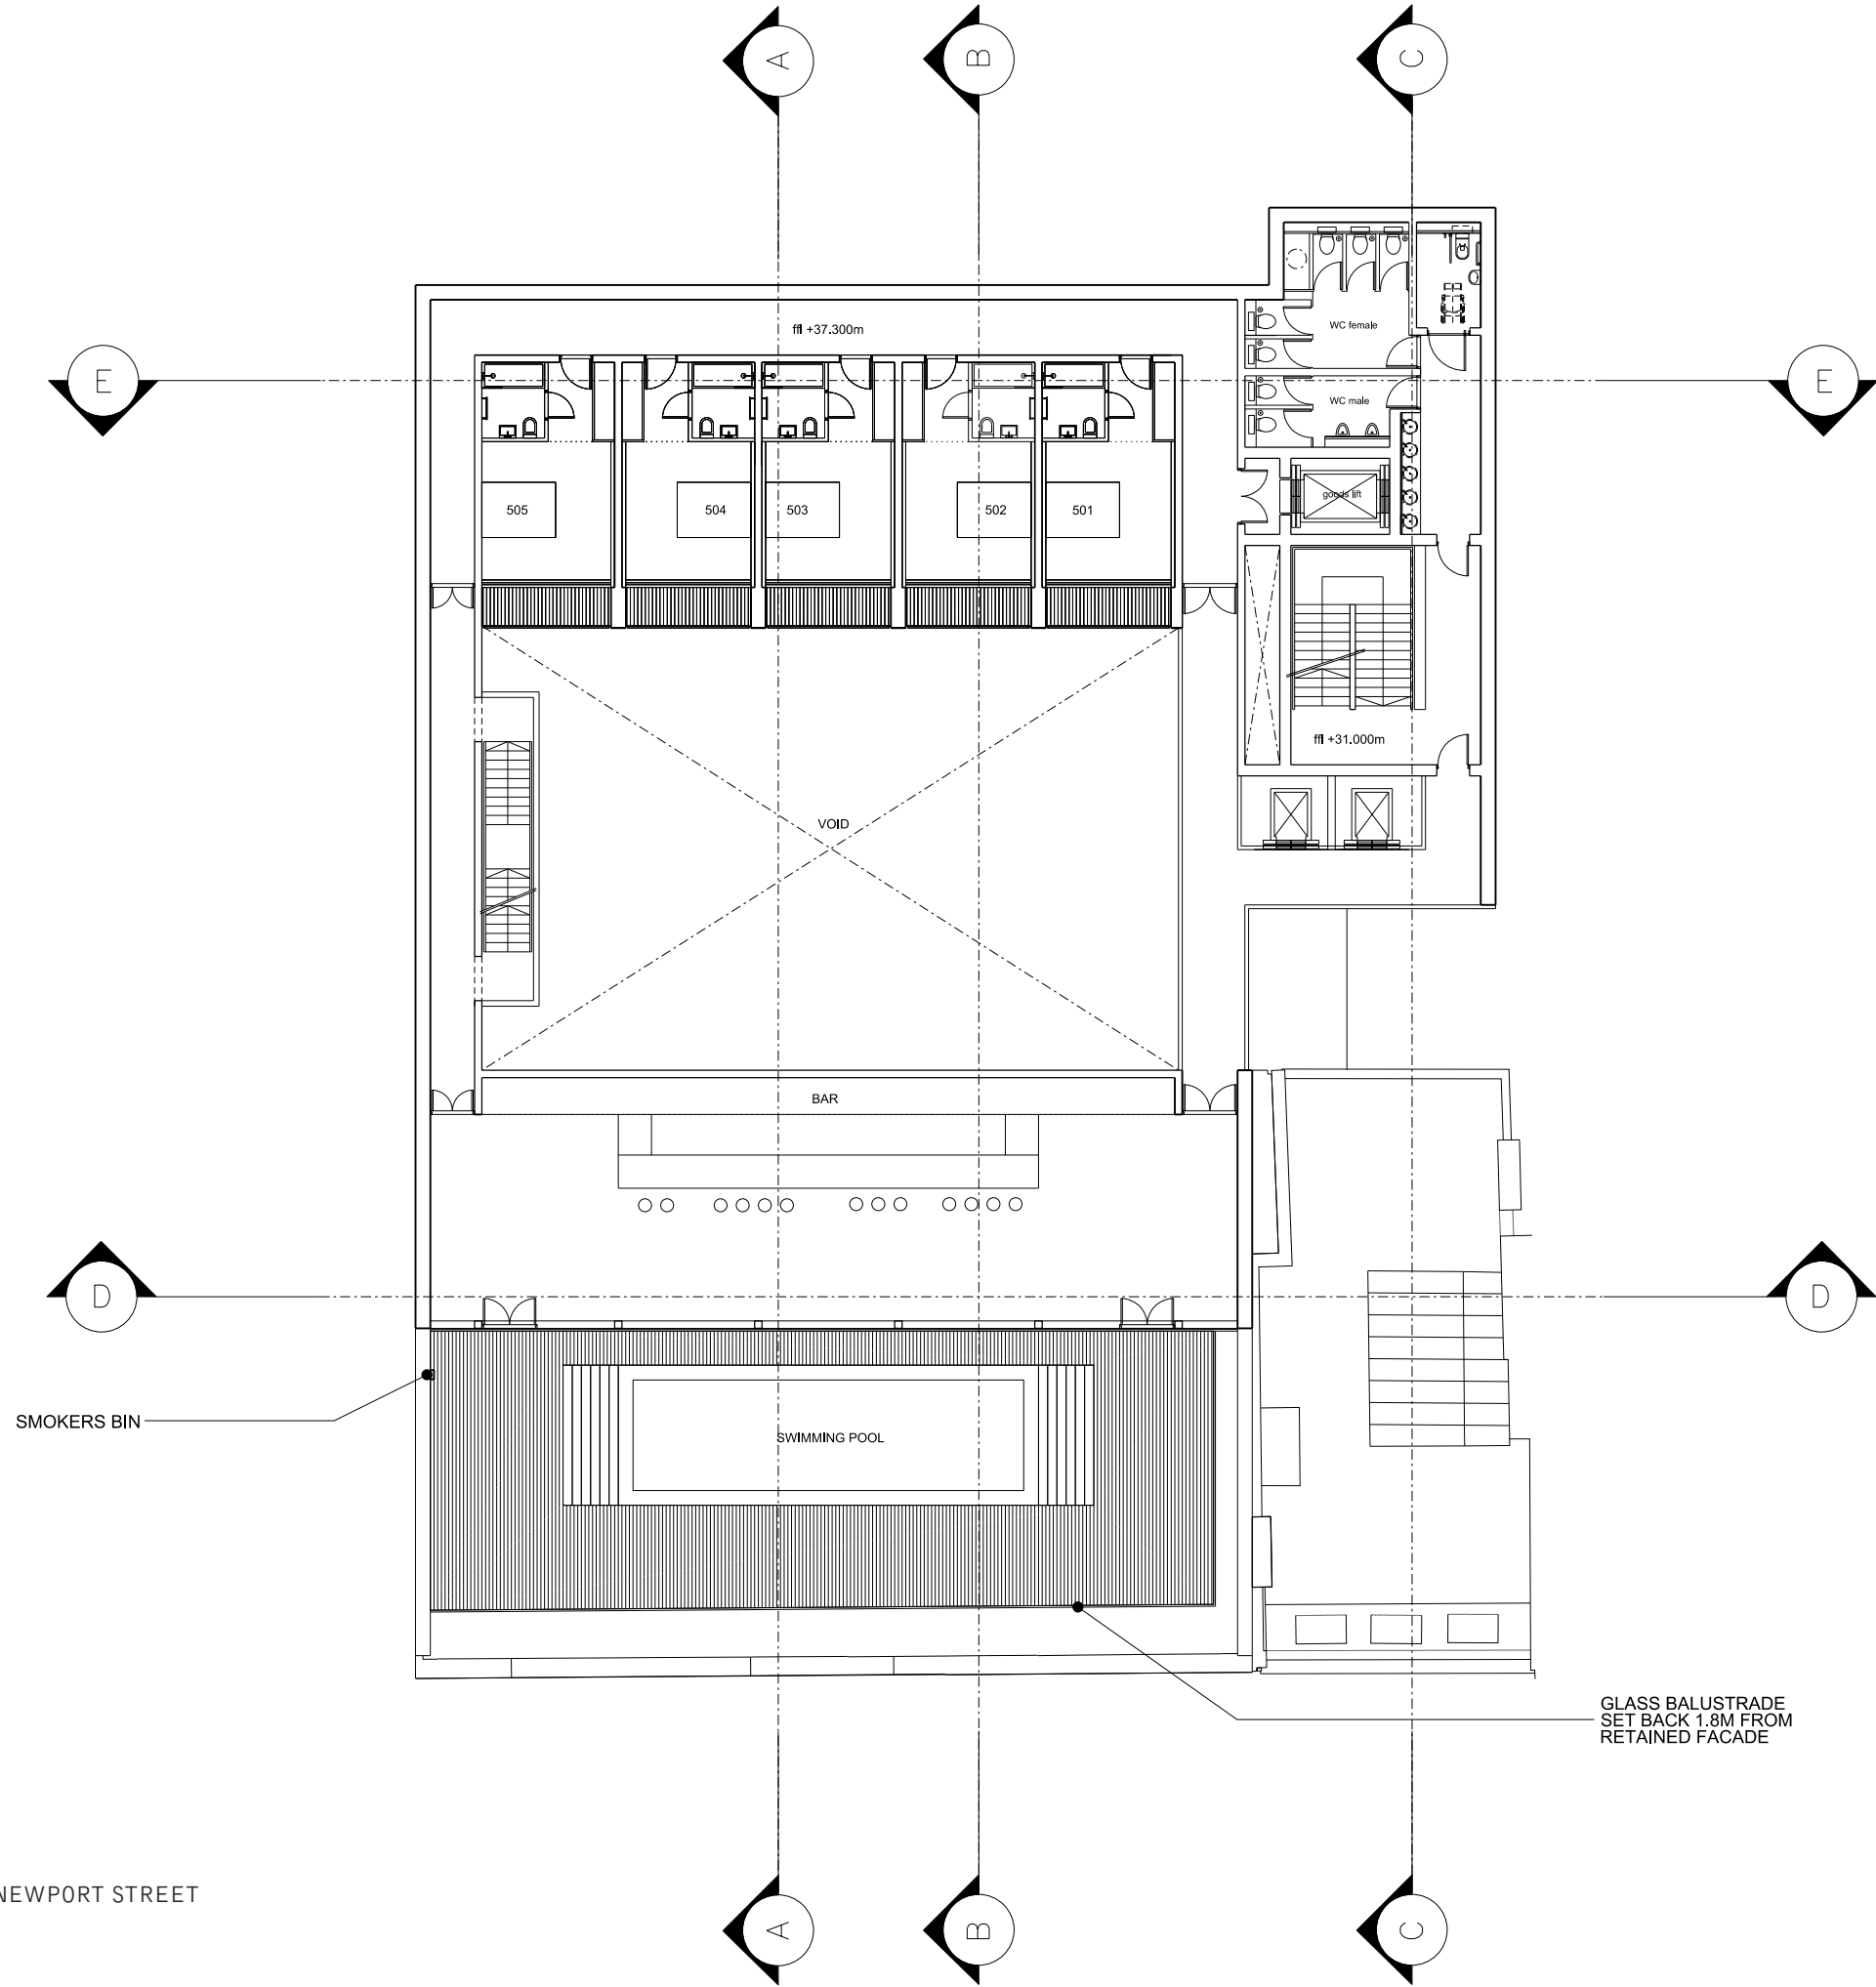 A B C
ffl +37.300m
WC female
E E
WC male
goods lift
505 504 503 502 501
ffl +31.000m
VOID
BAR
D D
SMOKERS BIN
SWIMMING POOL
GLASS BALUSTRADE
SET BACK 1.8M FROM
RETAINED FACADE
NEWPORT STREET
A B C